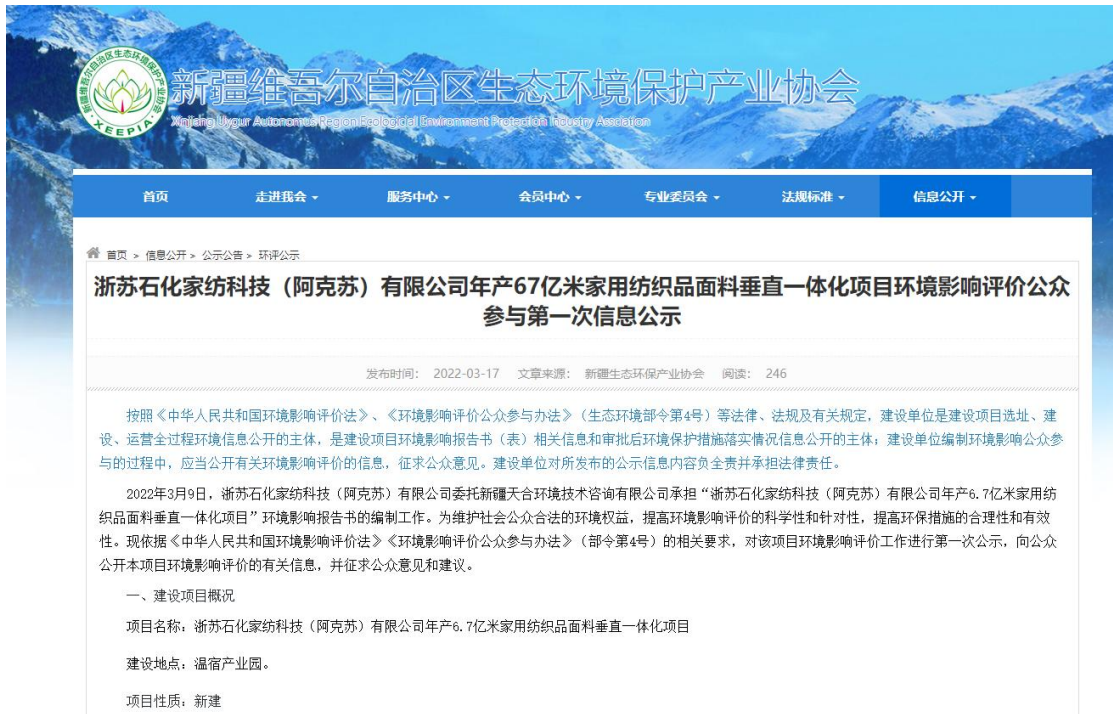 新疆维吾尔自治区生态环境保护产业协会
XEEPIA
新疆维吾尔自治区生态环境保护产业协会
Xinjiang Uygur Autonomous Region Ecological Environment Protection Industry Association
首页 走进我会 服务中心 会员中心 专业委员会 法规标准 信息公开
首页 > 信息公开 > 公示公告 > 环评公示
浙苏石化家纺科技（阿克苏）有限公司年产67亿米家用纺织品面料垂直一体化项目环境影响评价公众
参与第一次信息公示
发布时间： 2022-03-17 文章来源： 新疆生态环保产业协会 阅读： 246
按照《中华人民共和国环境影响评价法》、《环境影响评价公众参与办法》（生态环境部令第4号）等法律、法规及有关规定，建设单位是建设项目选址、建
设、运营全过程环境信息公开的主体，是建设项目环境影响报告书（表）相关信息和审批后环境保护措施落实情况信息公开的主体；建设单位编制环境影响公众参
与的过程中，应当公开有关环境影响评价的信息，征求公众意见。建设单位对所发布的公示信息内容负全责并承担法律责任。
2022年3月9日，浙苏石化家纺科技（阿克苏）有限公司委托新疆天合环境技术咨询有限公司承担“浙苏石化家纺科技（阿克苏）有限公司年产6.7亿米家用纺
织品面料垂直一体化项目”环境影响报告书的编制工作。为维护社会公众合法的环境权益，提高环境影响评价的科学性和针对性，提高环保措施的合理性和有效
性。现依据《中华人民共和国环境影响评价法》《环境影响评价公众参与办法》（部令第4号）的相关要求，对该项目环境影响评价工作进行第一次公示，向公众
公开本项目环境影响评价的有关信息，并征求公众意见和建议。
一、建设项目概况
项目名称：浙苏石化家纺科技（阿克苏）有限公司年产6.7亿米家用纺织品面料垂直一体化项目
建设地点：温宿产业园。
项目性质：新建